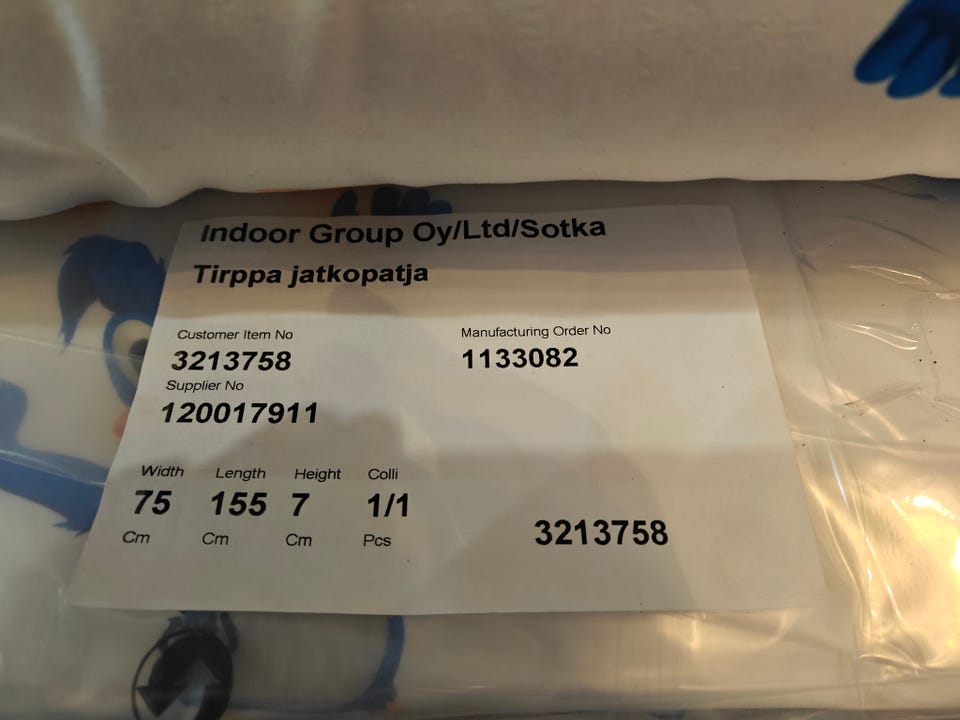 Indoor Group Oy/Ltd/Sotka
Tirppa jatkopatja
Customer Item No
3213758
Manufacturing Order No
1133082
Supplier No
120017911
Width Length Height Colli
75 155 7 1/1
Cm Cm Cm Pcs
3213758